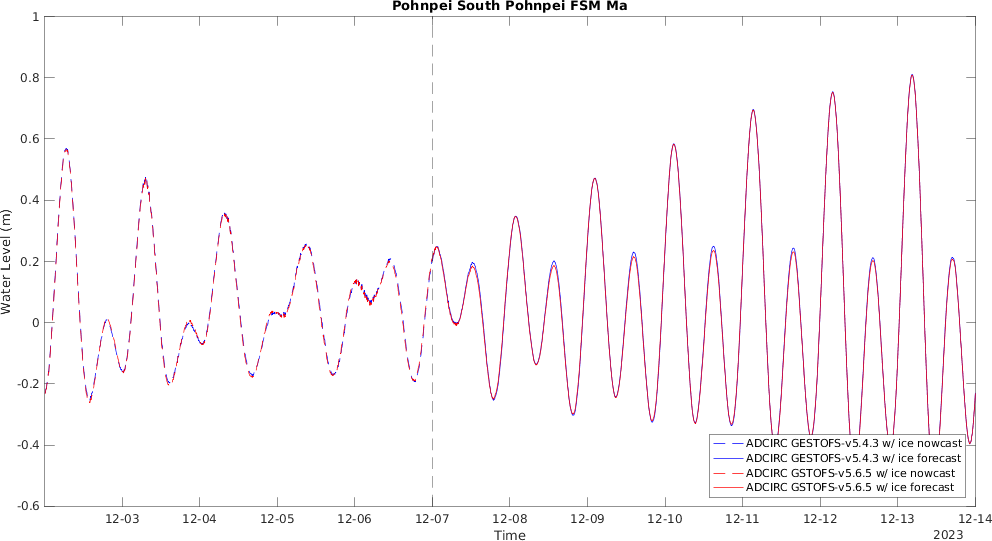 Pohnpei South Pohnpei FSM Ma
1
0.8
0.6
0.4
0.2
0
-0.2
-0.4
-0.6
Water Level (m)
ADCIRC GESTOFS-v5.4.3 w/ ice nowcast
ADCIRC GESTOFS-v5.4.3 w/ ice forecast
ADCIRC GSTOFS-v5.6.5 w/ ice nowcast
ADCIRC GSTOFS-v5.6.5 w/ ice forecast
12-03 12-04 12-05 12-06 12-07 12-08 12-09 12-10 12-11 12-12 12-13 12-14
Time
2023